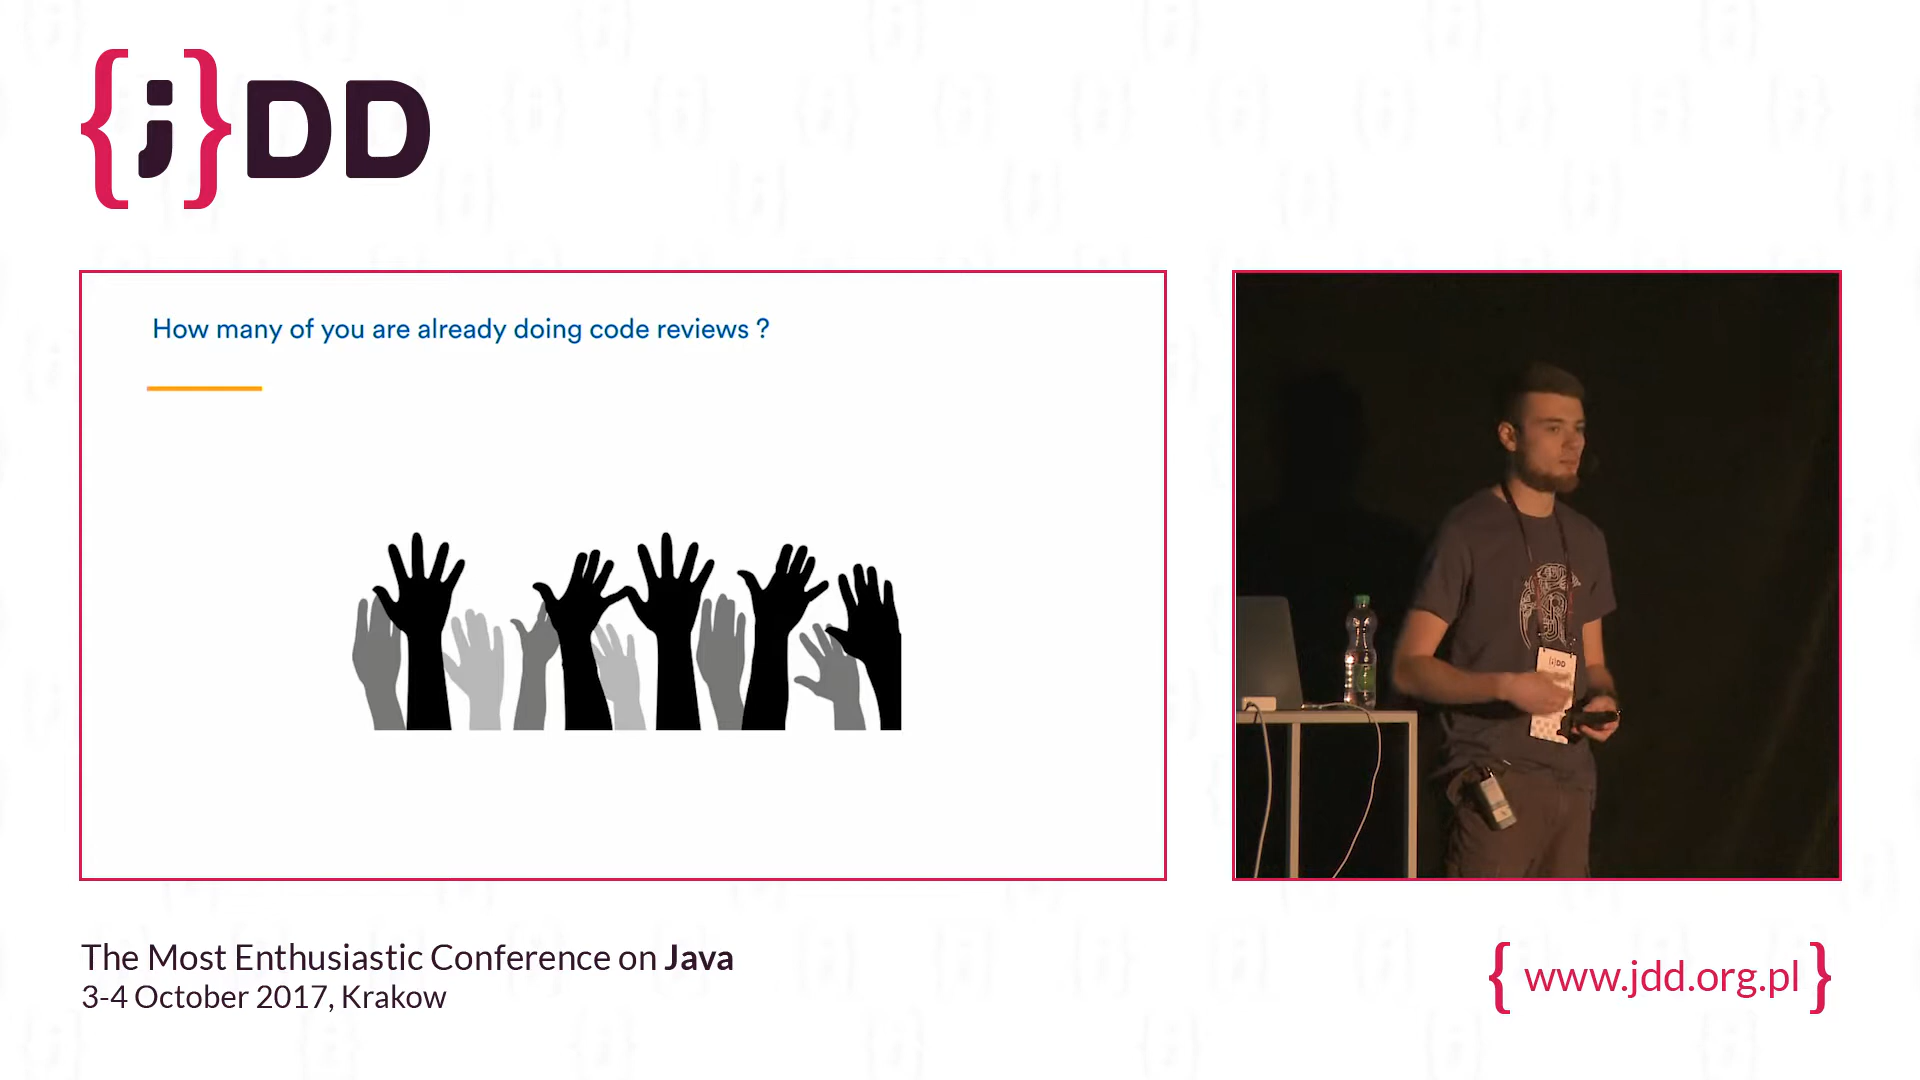 {;}DD
How many of you are already doing code reviews ?
{;}DD
The Most Enthusiastic Conference on Java
3-4 October 2017, Krakow
{ www.jdd.org.pl }